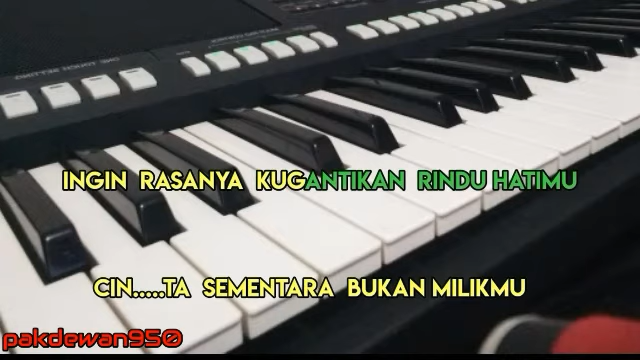 INGIN RASANYA KUGANTIKAN RINDU HATIMU
CIN.....TA SEMENTARA BUKAN MILIKMU
pakdewan950